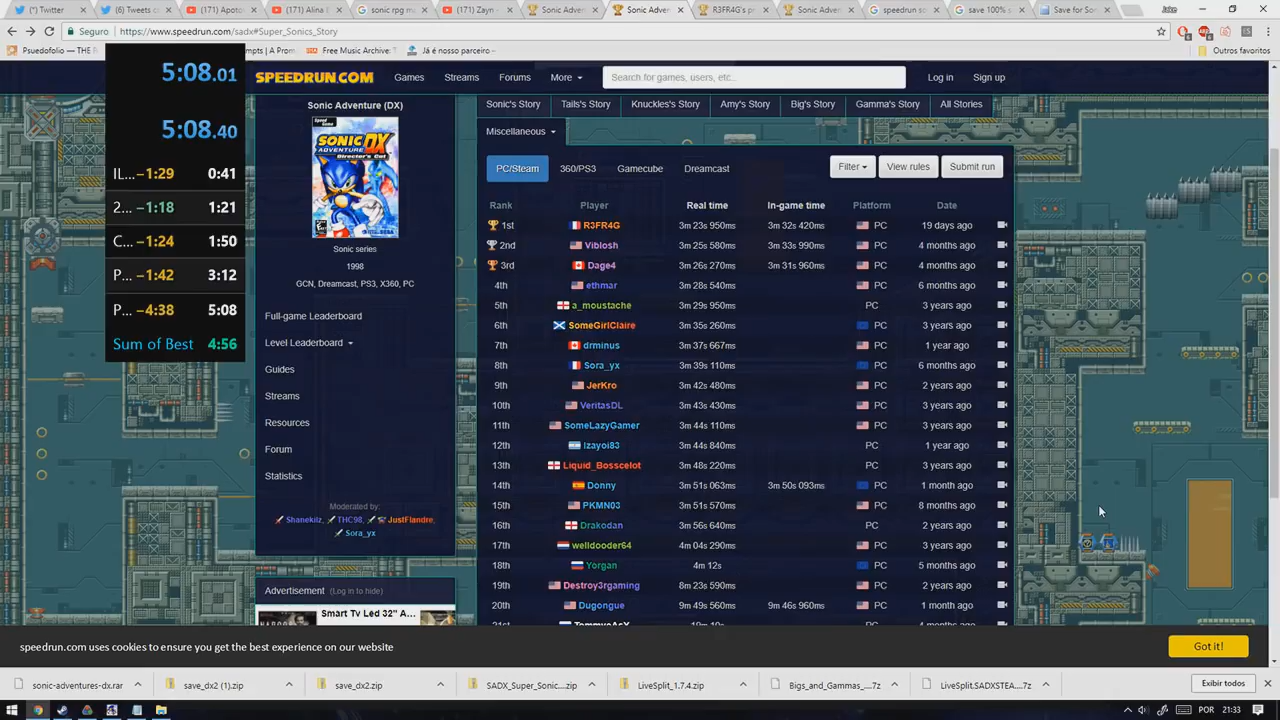 (1) Twitter
(6) Tweets c
(171) Apoto
(171) Alina B
sonic rpg m
(171) Zayn -
Sonic Adven
Sonic Adven
R3FR4G's p
Sonic Adven
speedrun so
save 100% s
Save for Son
Jake
Seguro
https://www.speedrun.com/sadx#Super_Sonics_Story
Psuedofolio — THE R
mpts | A Prom
Free Music Archive: T
Já é nosso parceiro –
Outros favoritos
5:08.01
5:08.40
IL... −1:29 0:41
2... −1:18 1:21
C... −1:24 1:50
P... −1:42 3:12
P... −4:38 5:08
Sum of Best 4:56
SPEEDRUN.COM
Games
Streams
Forums
More
Search for games, users, etc...
Log in
Sign up
Sonic Adventure (DX)
SONIC ADVENTURE DX
Director's Cut
Sonic series
1998
GCN, Dreamcast, PS3, X360, PC
Full-game Leaderboard
Level Leaderboard
Guides
Streams
Resources
Forum
Statistics
Moderated by:
Shanekilz, THC98, JustFlandre,
Sora_yx
Advertisement (Log in to hide)
Smart Tv Led 32" A...
Sonic's Story
Tails's Story
Knuckles's Story
Amy's Story
Big's Story
Gamma's Story
All Stories
Miscellaneous
PC/Steam
360/PS3
Gamecube
Dreamcast
Filter
View rules
Submit run
Rank Player Real time In-game time Platform Date
1st R3FR4G 3m 23s 950ms 3m 32s 420ms PC 19 days ago
2nd Viblosh 3m 25s 580ms 3m 33s 990ms PC 4 months ago
3rd Dage4 3m 26s 270ms 3m 31s 960ms PC 4 months ago
4th ethmar 3m 28s 540ms PC 6 months ago
5th a_moustache 3m 29s 950ms PC 3 years ago
6th SomeGirlClaire 3m 35s 260ms PC 3 years ago
7th drminus 3m 37s 667ms PC 1 year ago
8th Sora_yx 3m 39s 110ms PC 6 months ago
9th JerKro 3m 42s 480ms PC 2 years ago
10th VeritasDL 3m 43s 430ms PC 3 years ago
11th SomeLazyGamer 3m 44s 110ms PC 3 years ago
12th Izayoi83 3m 44s 840ms PC 1 year ago
13th Liquid_Bosscelot 3m 48s 220ms PC 3 years ago
14th Donny 3m 51s 063ms 3m 50s 093ms PC 1 month ago
15th PKMN03 3m 51s 570ms PC 8 months ago
16th Drakodan 3m 56s 640ms PC 2 years ago
17th welldooder64 4m 04s 290ms PC 3 years ago
18th Yorgan 4m 12s PC 5 months ago
19th Destroy3rgaming 8m 23s 590ms PC 2 years ago
20th Dugongue 9m 49s 560ms 9m 46s 960ms PC 1 month ago
speedrun.com uses cookies to ensure you get the best experience on our website
Got it!
sonic-adventures-dx.rar
save_dx2 (1).zip
save_dx2.zip
SADX_Super_Sonic....zip
LiveSplit_1.7.4.zip
Bigs_and_Gammas_....7z
LiveSplit.SADXSTEA....7z
Exibir todos
POR
21:33